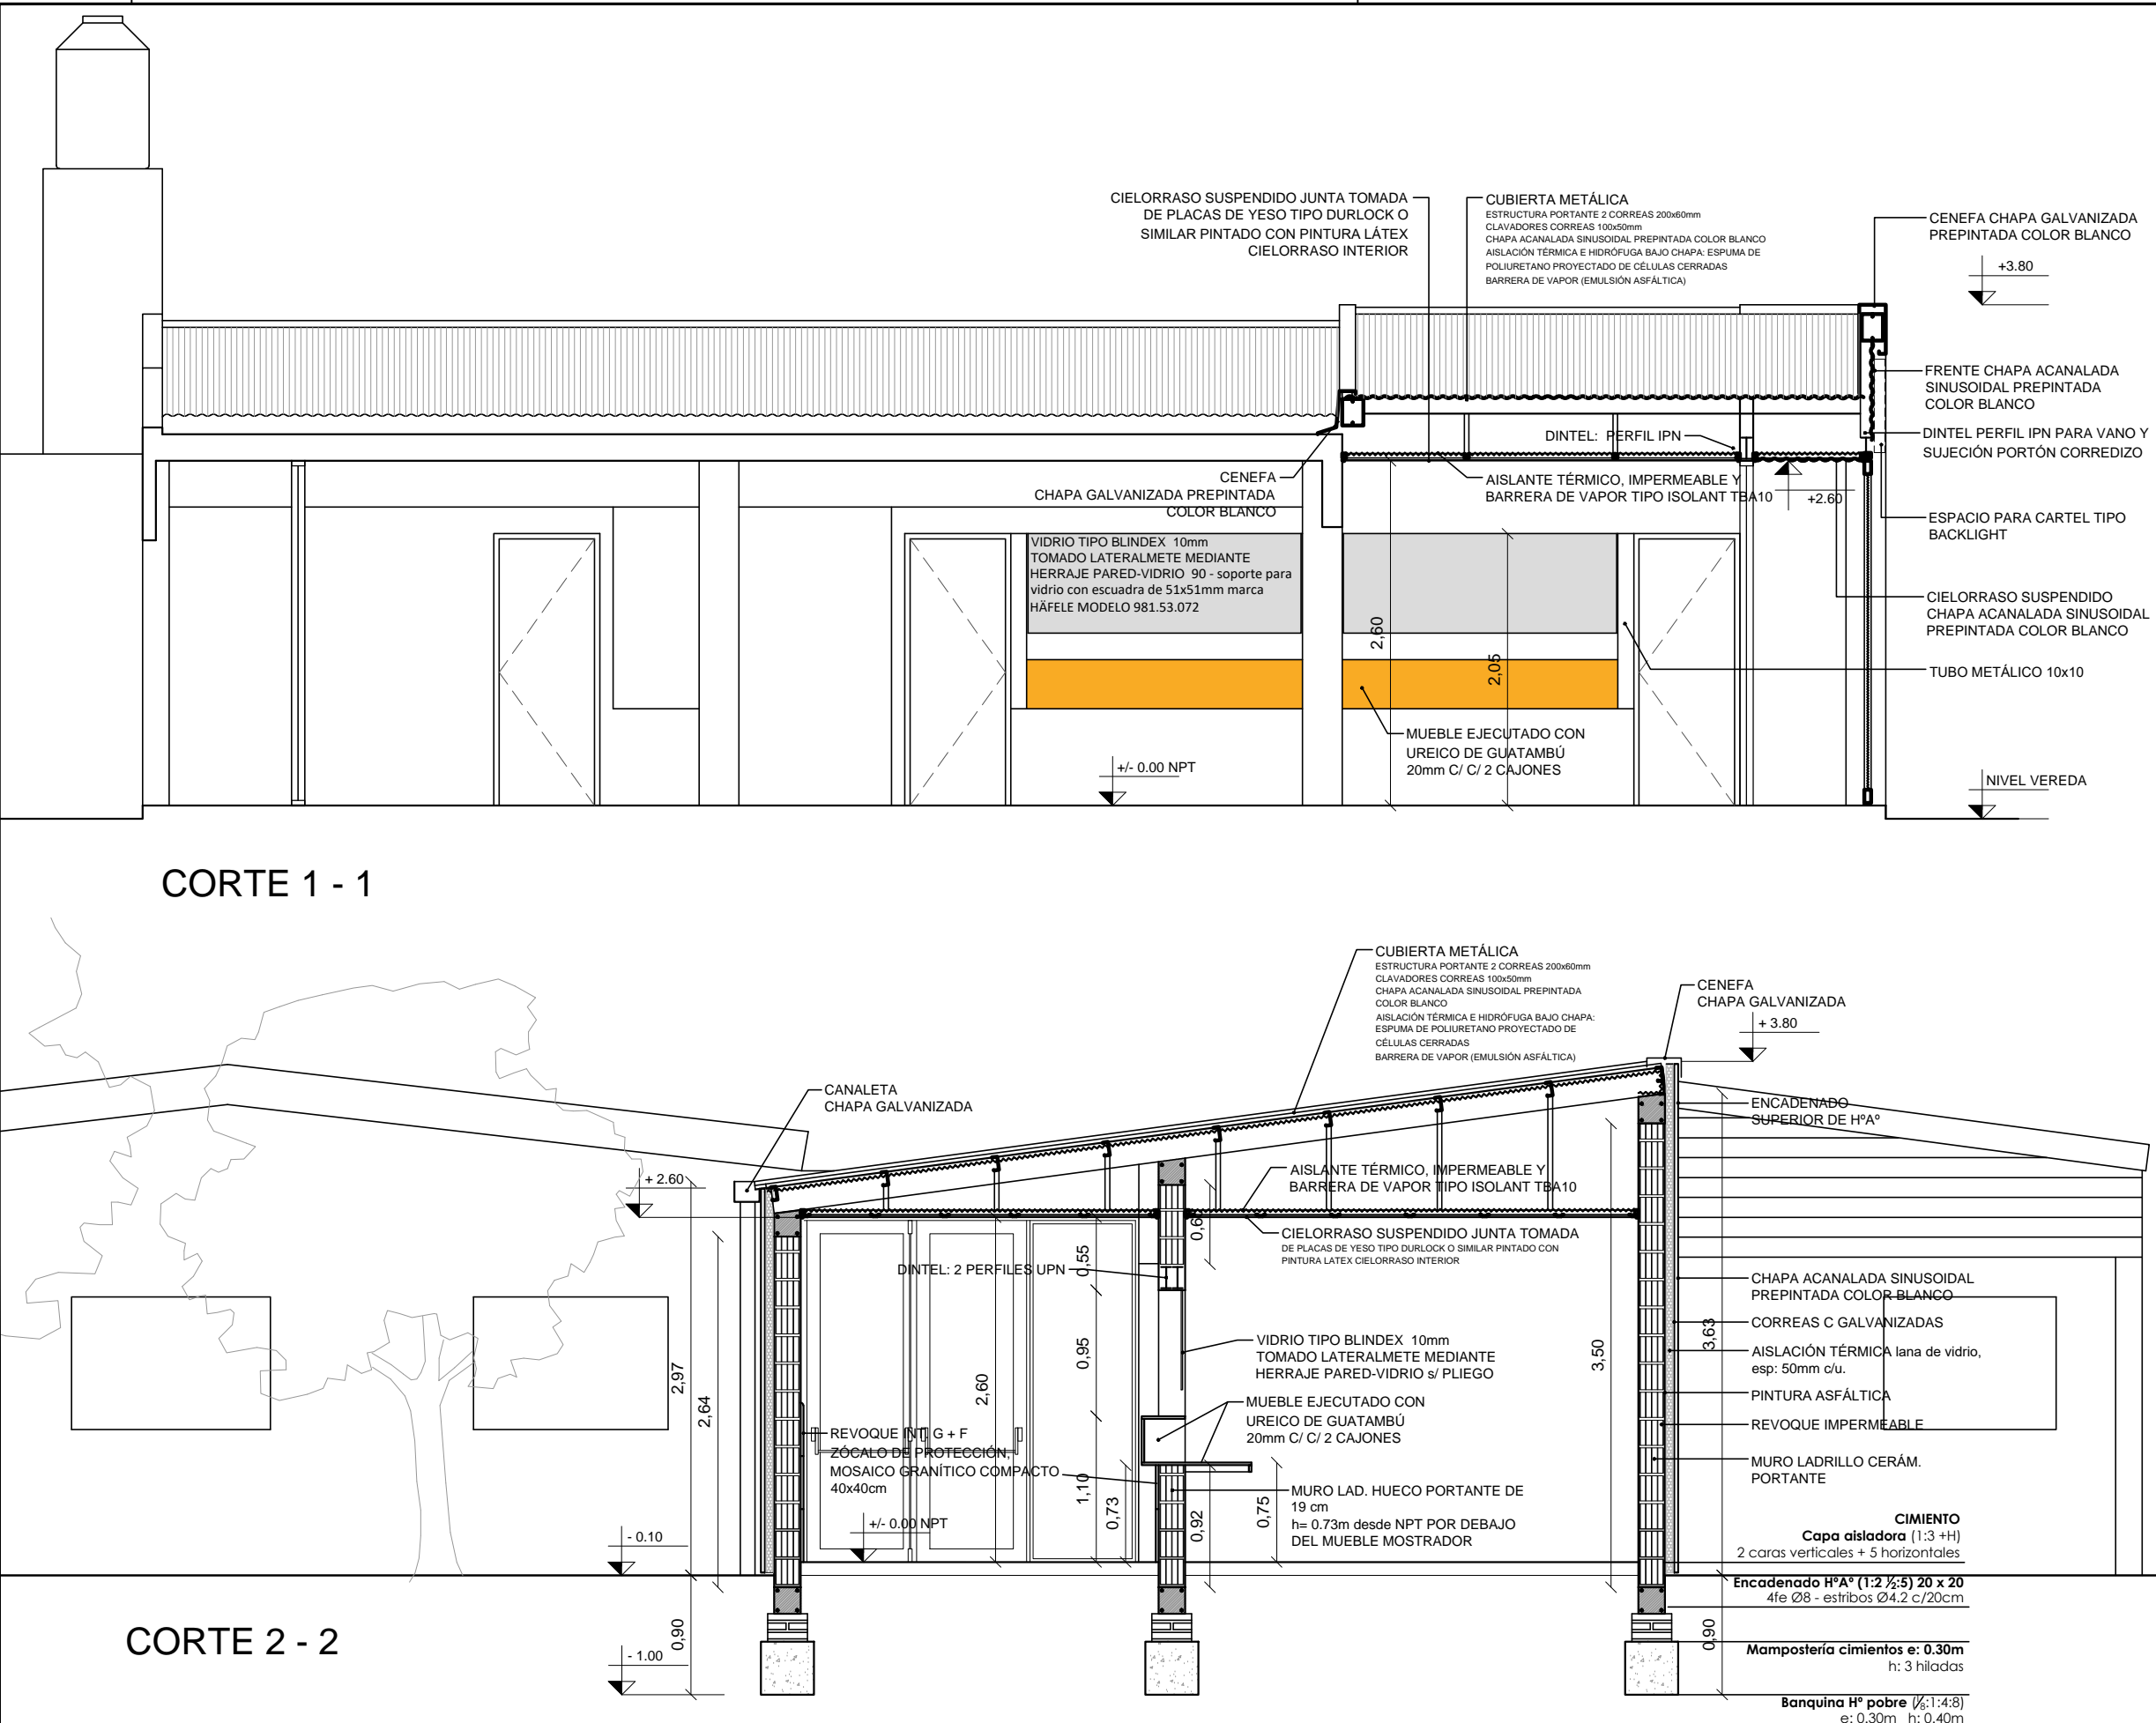 CIELORRASO SUSPENDIDO JUNTA TOMADA
DE PLACAS DE YESO TIPO DURLOCK O
SIMILAR PINTADO CON PINTURA LÁTEX
CIELORRASO INTERIOR
CUBIERTA METÁLICA
ESTRUCTURA PORTANTE 2 CORREAS 200x60mm
CLAVADORES CORREAS 100x50mm
CHAPA ACANALADA SINUSOIDAL PREPINTADA COLOR BLANCO
AISLACIÓN TÉRMICA E HIDRÓFUGA BAJO CHAPA: ESPUMA DE
POLIURETANO PROYECTADO DE CÉLULAS CERRADAS
BARRERA DE VAPOR (EMULSIÓN ASFÁLTICA)
CENEFA CHAPA GALVANIZADA
PREPINTADA COLOR BLANCO
+3.80
FRENTE CHAPA ACANALADA
SINUSOIDAL PREPINTADA
COLOR BLANCO
DINTEL: PERFIL IPN
DINTEL PERFIL IPN PARA VANO Y
SUJECIÓN PORTÓN CORREDIZO
CENEFA
CHAPA GALVANIZADA PREPINTADA
COLOR BLANCO
AISLANTE TÉRMICO, IMPERMEABLE Y
BARRERA DE VAPOR TIPO ISOLANT TBA10
+2.60
ESPACIO PARA CARTEL TIPO
BACKLIGHT
VIDRIO TIPO BLINDEX 10mm
TOMADO LATERALMETE MEDIANTE
HERRAJE PARED-VIDRIO 90 - soporte para
vidrio con escuadra de 51x51mm marca
HÄFELE MODELO 981.53.072
CIELORRASO SUSPENDIDO
CHAPA ACANALADA SINUSOIDAL
PREPINTADA COLOR BLANCO
2,60
2,05
TUBO METÁLICO 10x10
MUEBLE EJECUTADO CON
UREICO DE GUATAMBÚ
20mm C/ C/ 2 CAJONES
+/- 0.00 NPT
NIVEL VEREDA
CORTE 1 - 1
CUBIERTA METÁLICA
ESTRUCTURA PORTANTE 2 CORREAS 200x60mm
CLAVADORES CORREAS 100x50mm
CHAPA ACANALADA SINUSOIDAL PREPINTADA
COLOR BLANCO
AISLACIÓN TÉRMICA E HIDRÓFUGA BAJO CHAPA:
ESPUMA DE POLIURETANO PROYECTADO DE
CÉLULAS CERRADAS
BARRERA DE VAPOR (EMULSIÓN ASFÁLTICA)
CENEFA
CHAPA GALVANIZADA
+ 3.80
CANALETA
CHAPA GALVANIZADA
ENCADENADO
SUPERIOR DE HºAº
+ 2.60
AISLANTE TÉRMICO, IMPERMEABLE Y
BARRERA DE VAPOR TIPO ISOLANT TBA10
CIELORRASO SUSPENDIDO JUNTA TOMADA
DE PLACAS DE YESO TIPO DURLOCK O SIMILAR PINTADO CON
PINTURA LATEX CIELORRASO INTERIOR
DINTEL: 2 PERFILES UPN
0,55
CHAPA ACANALADA SINUSOIDAL
PREPINTADA COLOR BLANCO
CORREAS C GALVANIZADAS
VIDRIO TIPO BLINDEX 10mm
TOMADO LATERALMETE MEDIANTE
HERRAJE PARED-VIDRIO s/ PLIEGO
AISLACIÓN TÉRMICA lana de vidrio,
esp: 50mm c/u.
PINTURA ASFÁLTICA
2,97
2,64
2,60
0,95
3,50
3,63
MUEBLE EJECUTADO CON
UREICO DE GUATAMBÚ
20mm C/ C/ 2 CAJONES
REVOQUE IMPERMEABLE
REVOQUE INT. G + F
ZÓCALO DE PROTECCIÓN,
MOSAICO GRANÍTICO COMPACTO
40x40cm
MURO LADRILLO CERÁM.
PORTANTE
1,10
0,73
0,92
0,75
MURO LAD. HUECO PORTANTE DE
19 cm
h= 0.73m desde NPT POR DEBAJO
DEL MUEBLE MOSTRADOR
+/- 0.00 NPT
- 0.10
CIMIENTO
Capa aisladora (1:3 +H)
2 caras verticales + 5 horizontales
Encadenado HºAº (1:2 ½:5) 20 x 20
4fe Ø8 - estribos Ø4.2 c/20cm
CORTE 2 - 2
0,90
- 1.00
0,90
Mampostería cimientos e: 0.30m
h: 3 hiladas
Banquina Hº pobre (⅛:1:4:8)
e: 0.30m h: 0.40m